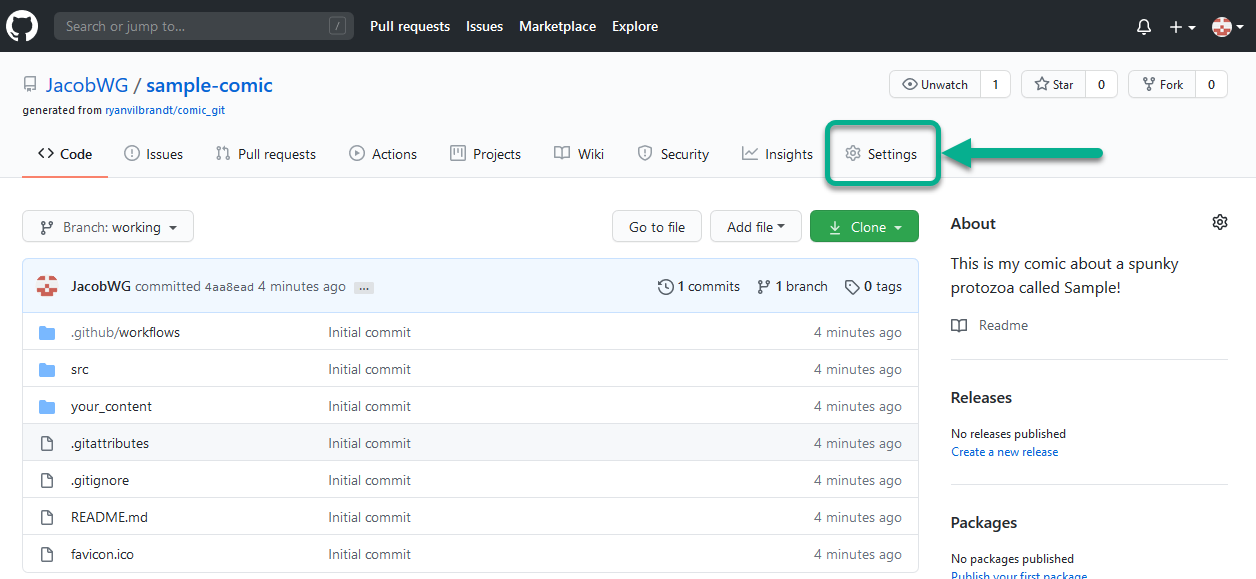 Search or jump to... / Pull requests Issues Marketplace Explore
JacobWG / sample-comic Unwatch 1 Star 0 Fork 0
generated from ryanvilbrandt/comic_git
Code Issues Pull requests Actions Projects Wiki Security Insights Settings
Branch: working Go to file Add file Clone
JacobWG committed 4aa8ead 4 minutes ago ... 1 commits 1 branch 0 tags
.github/workflows Initial commit 4 minutes ago
src Initial commit 4 minutes ago
your_content Initial commit 4 minutes ago
.gitattributes Initial commit 4 minutes ago
.gitignore Initial commit 4 minutes ago
README.md Initial commit 4 minutes ago
favicon.ico Initial commit 4 minutes ago
About
This is my comic about a spunky
protozoa called Sample!
Readme
Releases
No releases published
Create a new release
Packages
No packages published
Publish your first package